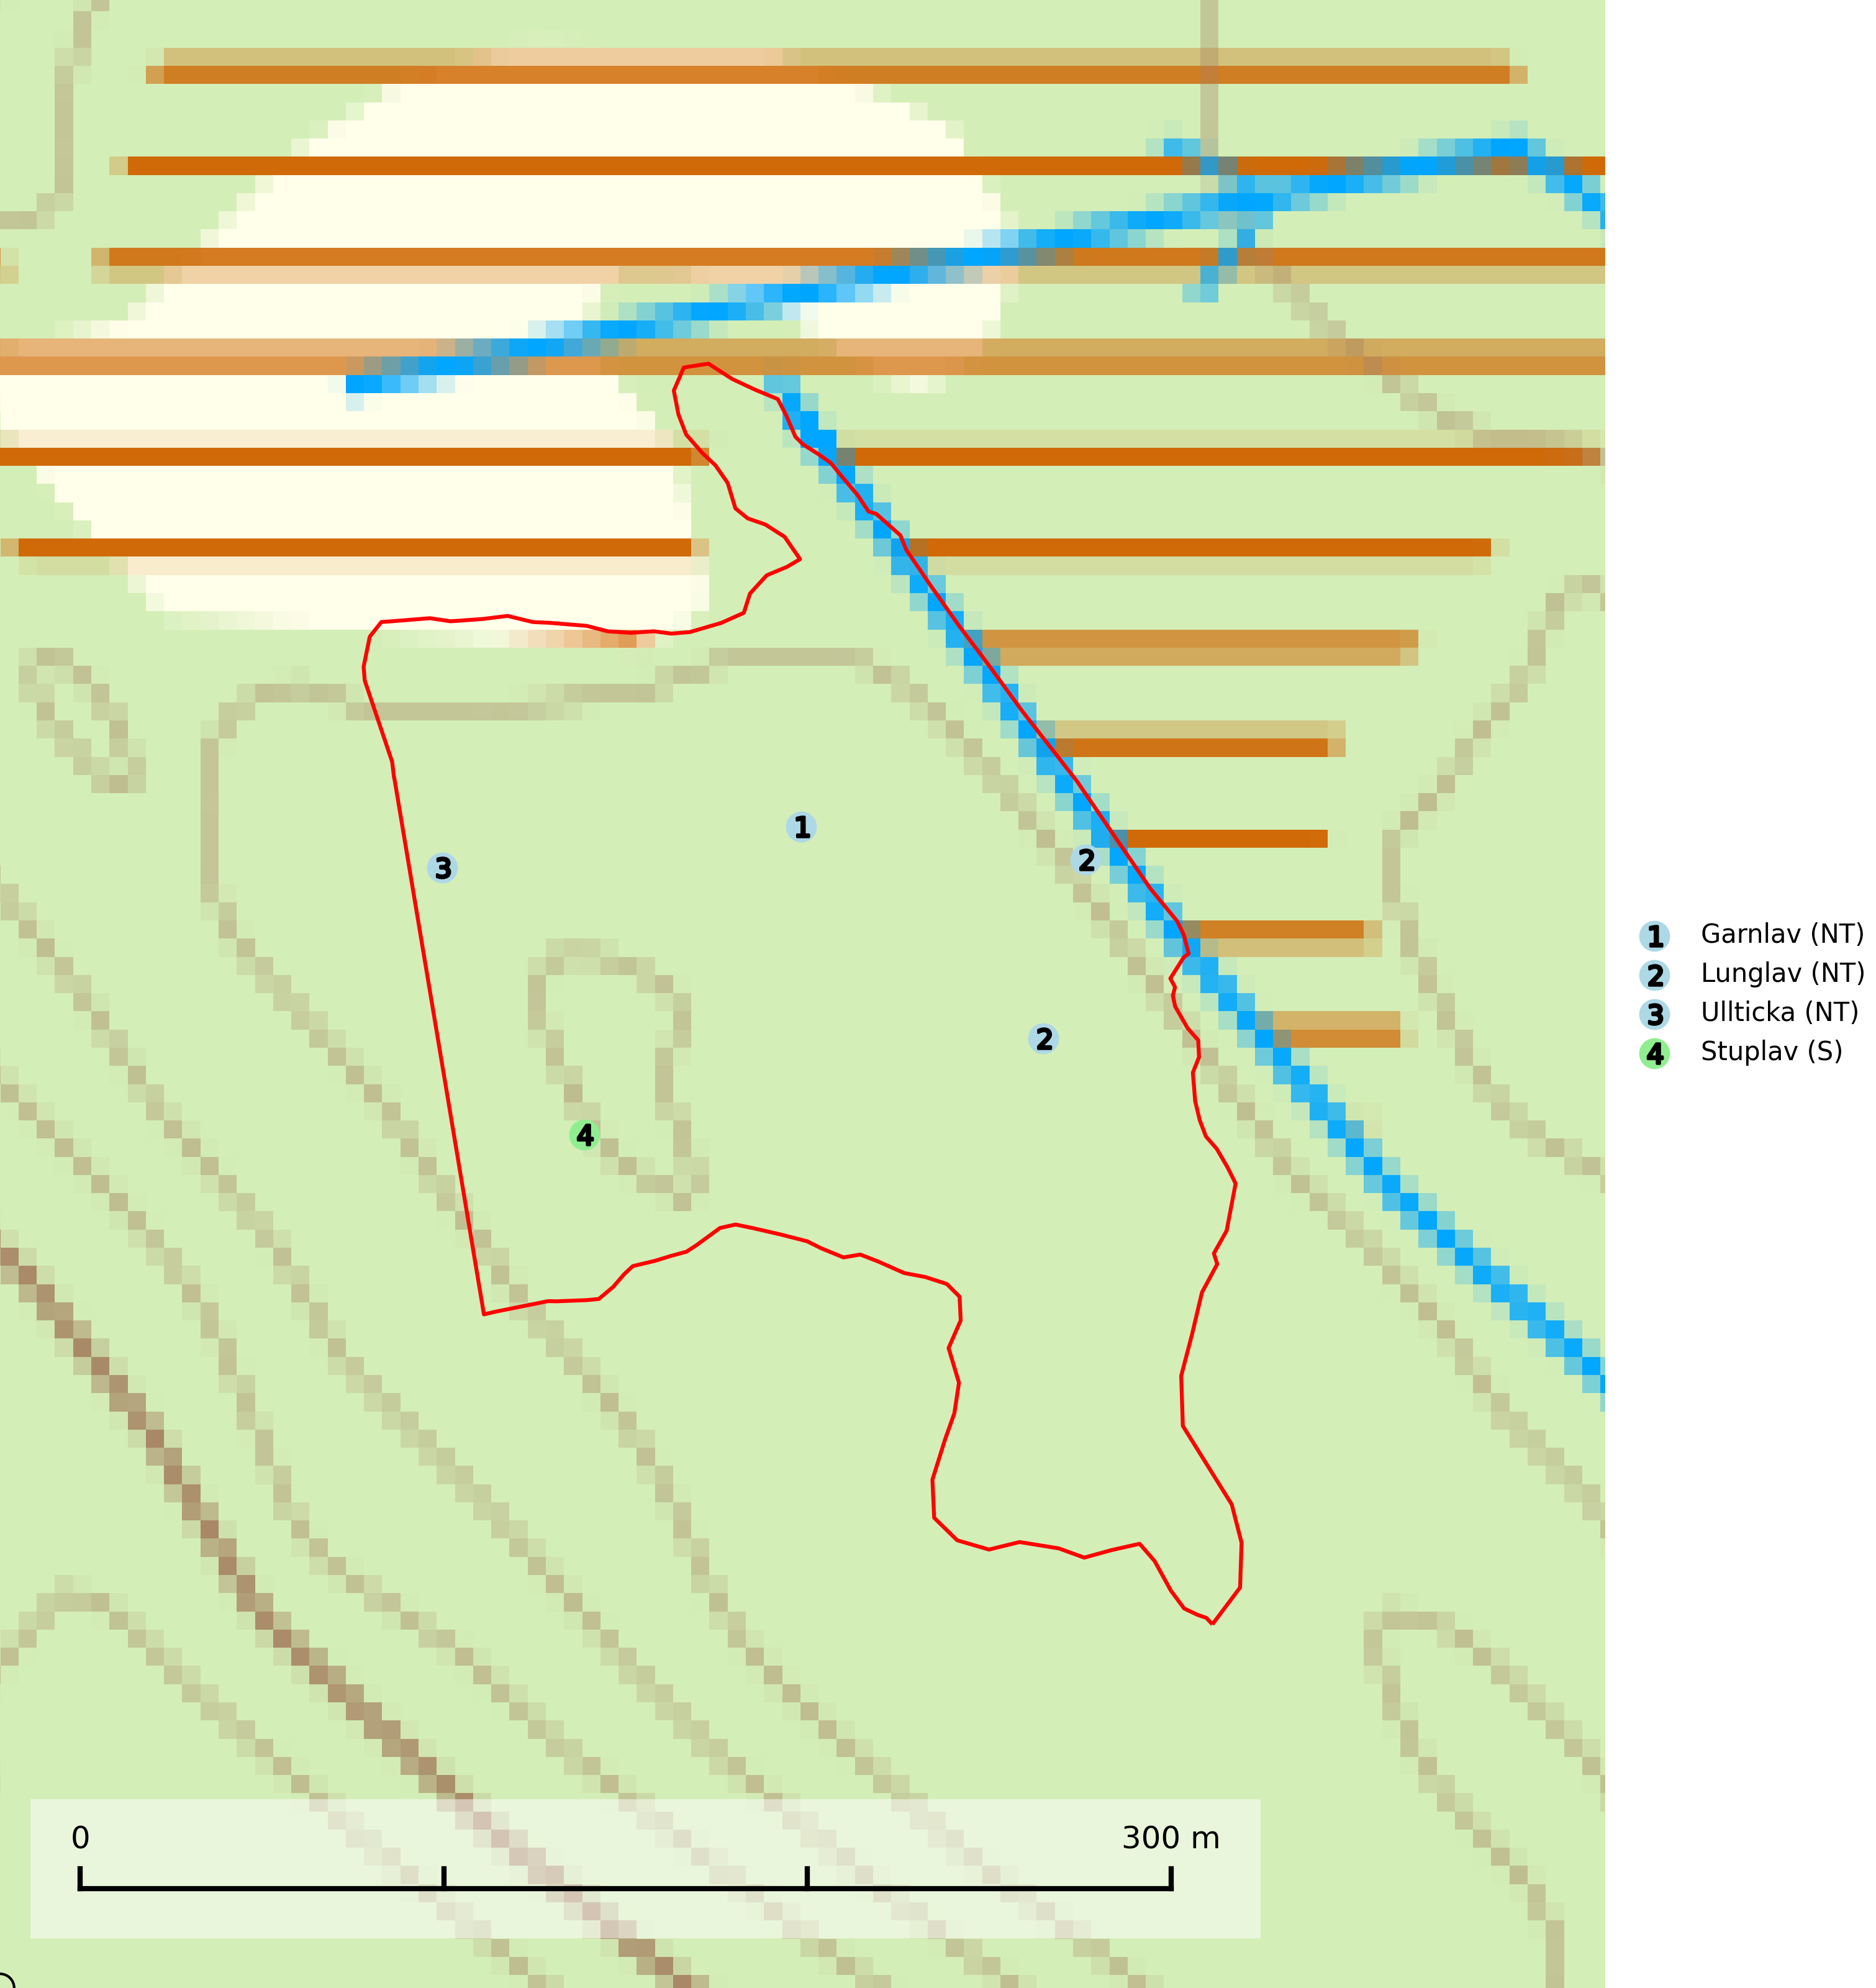 1
3
2
2
4
1 Garnlav (NT)
2 Lunglav (NT)
3 Ullticka (NT)
4 Stuplav (S)
0 300 m